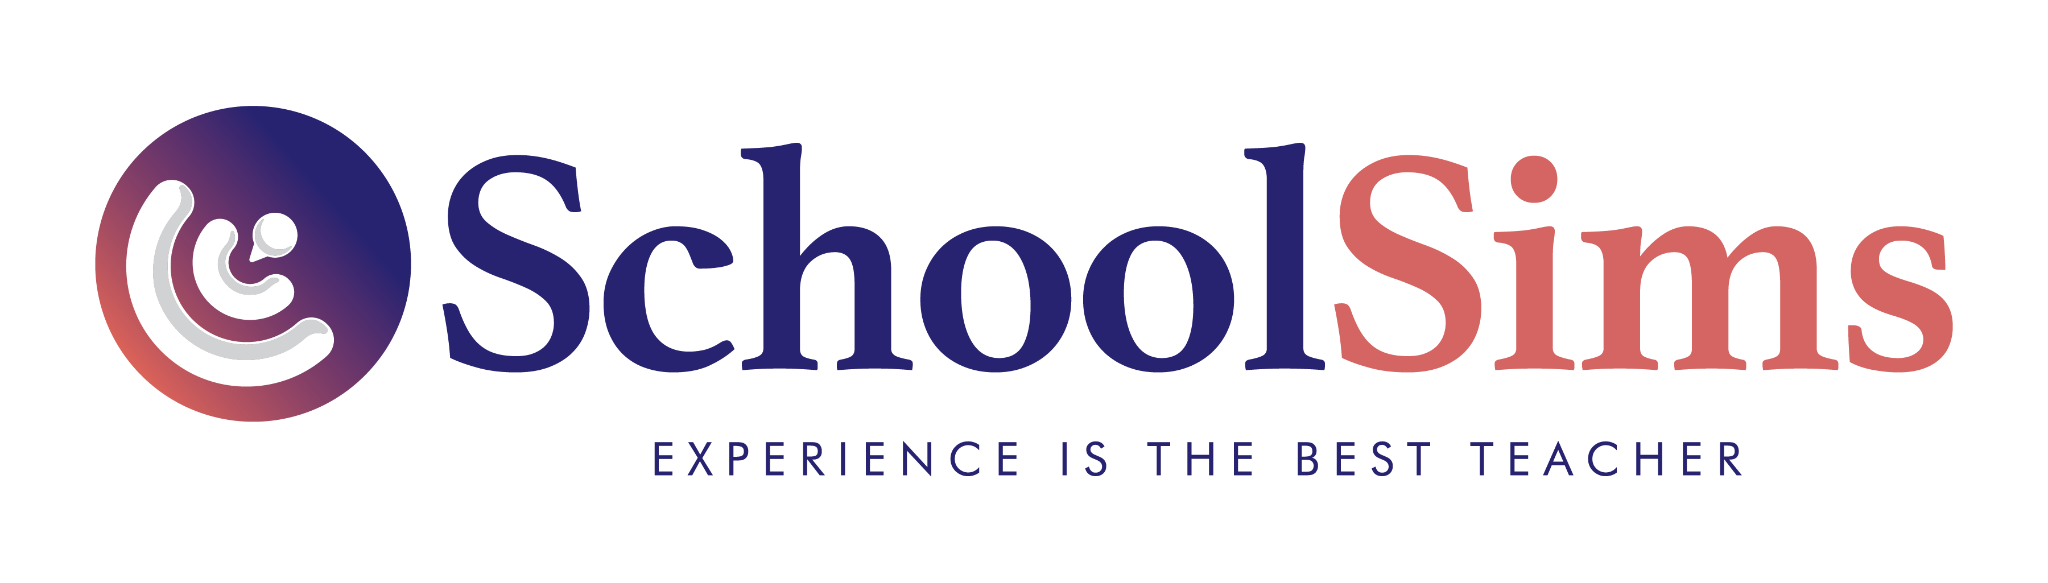 SchoolSims
EXPERIENCE IS THE BEST TEACHER